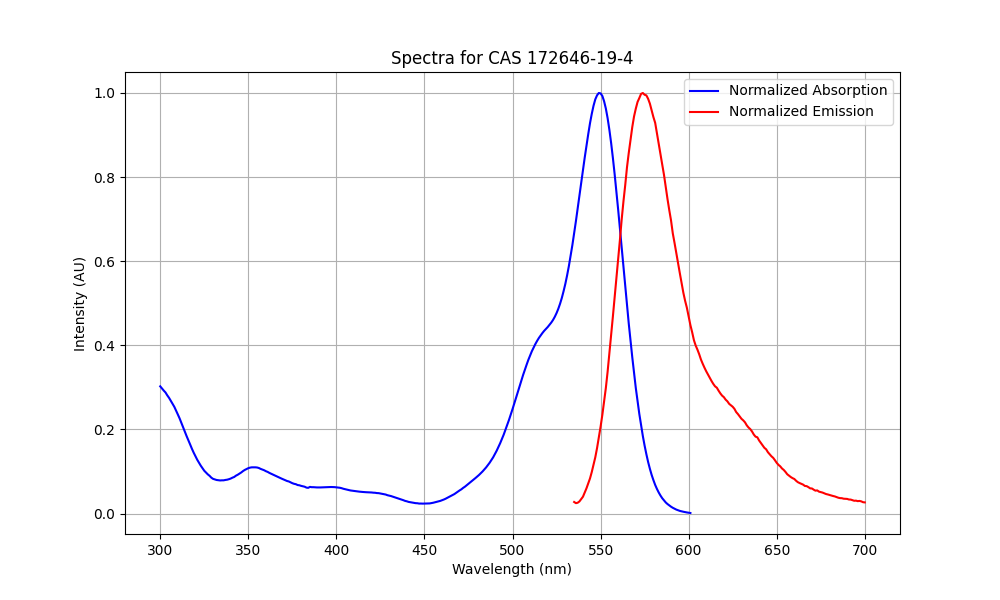 Spectra for CAS 172646-19-4
Normalized Absorption
Normalized Emission
Intensity (AU)
1.0
0.8
0.6
0.4
0.2
0.0
300 350 400 450 500 550 600 650 700
Wavelength (nm)